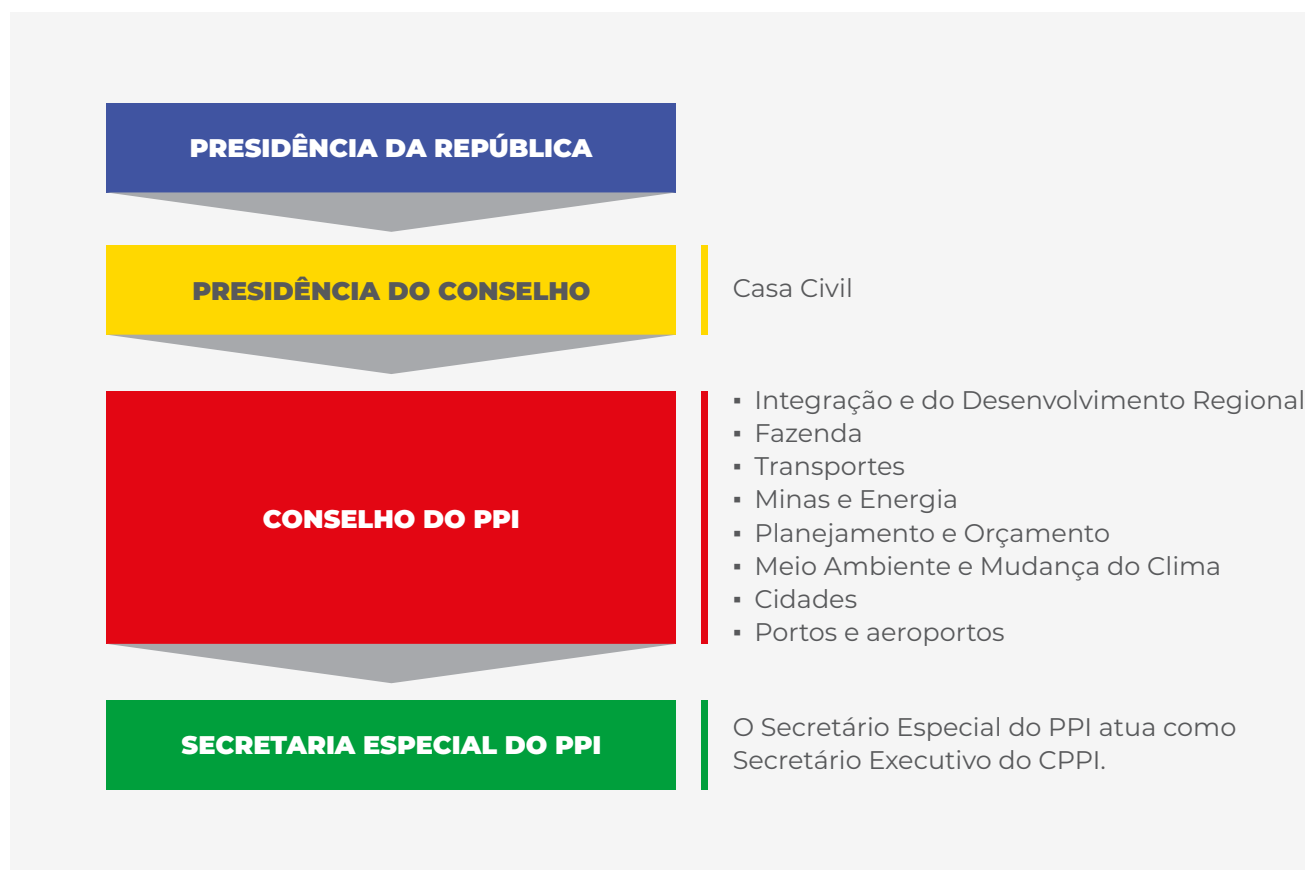 PRESIDÊNCIA DA REPÚBLICA
PRESIDÊNCIA DO CONSELHO
Casa Civil
CONSELHO DO PPI
▪ Integração e do Desenvolvimento Regional
▪ Fazenda
▪ Transportes
▪ Minas e Energia
▪ Planejamento e Orçamento
▪ Meio Ambiente e Mudança do Clima
▪ Cidades
▪ Portos e aeroportos
SECRETARIA ESPECIAL DO PPI
O Secretário Especial do PPI atua como
Secretário Executivo do CPPI.